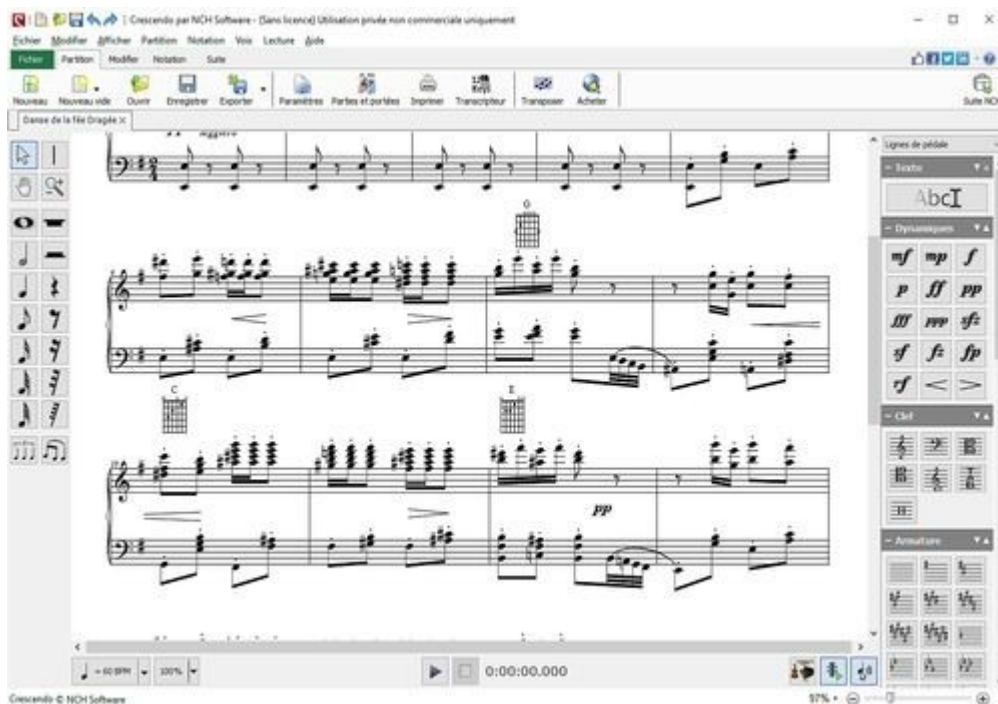 Crescendo par NCH Software - (Sans licence) Utilisation privée non commerciale uniquement
Fichier Modifier Afficher Partition Notation Voix Lecture Aide
Fichier Partition Modifier Notation Suite
Nouveau Nouveau vide Ouvrir Enregistrer Exporter Paramètres Parties et portées Imprimer Transcripteur Transposer Acheter Suite NCH
Danse de la fée Dragée
Lignes de pédale
leggiero
Texte
AbcI
Dynamiques
mf mp f
p ff pp
fff ppp sfz
sf fz fp
rf < >
G
C E
Clef
pp
Armature
= 60 BPM 100% 0:00:00.000
Crescendo © NCH Software 97%